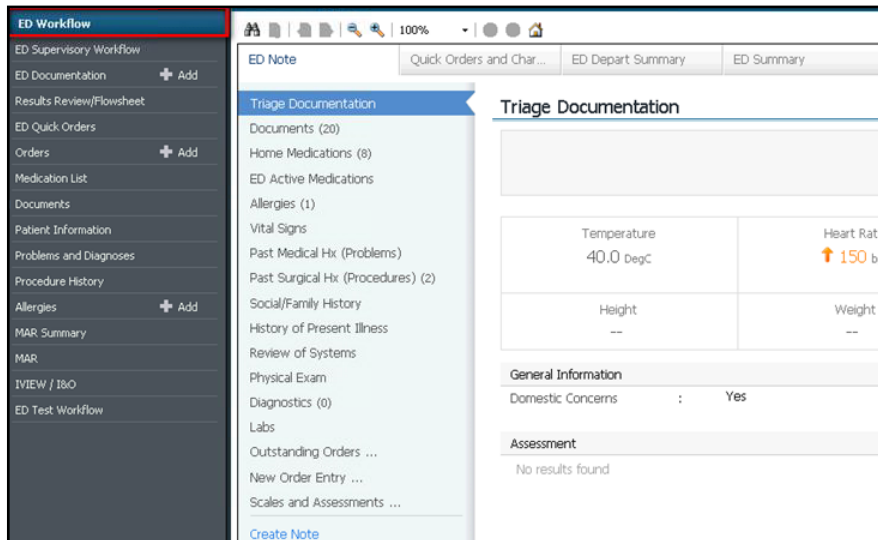 ED Workflow
ED Supervisory Workflow
ED Documentation Add
Results Review/Flowsheet
ED Quick Orders
Orders Add
Medication List
Documents
Patient Information
Problems and Diagnoses
Procedure History
Allergies Add
MAR Summary
MAR
IVIEW / I&O
ED Test Workflow
100%
ED Note Quick Orders and Char... ED Depart Summary ED Summary
Triage Documentation
Documents (20)
Home Medications (8)
ED Active Medications
Allergies (1)
Vital Signs
Past Medical Hx (Problems)
Past Surgical Hx (Procedures) (2)
Social/Family History
History of Present Illness
Review of Systems
Physical Exam
Diagnostics (0)
Labs
Outstanding Orders ...
New Order Entry ...
Scales and Assessments ...
Create Note
Triage Documentation
Temperature Heart Rat
40.0 DegC 150 b
Height Weight
-- --
General Information
Domestic Concerns : Yes
Assessment
No results found